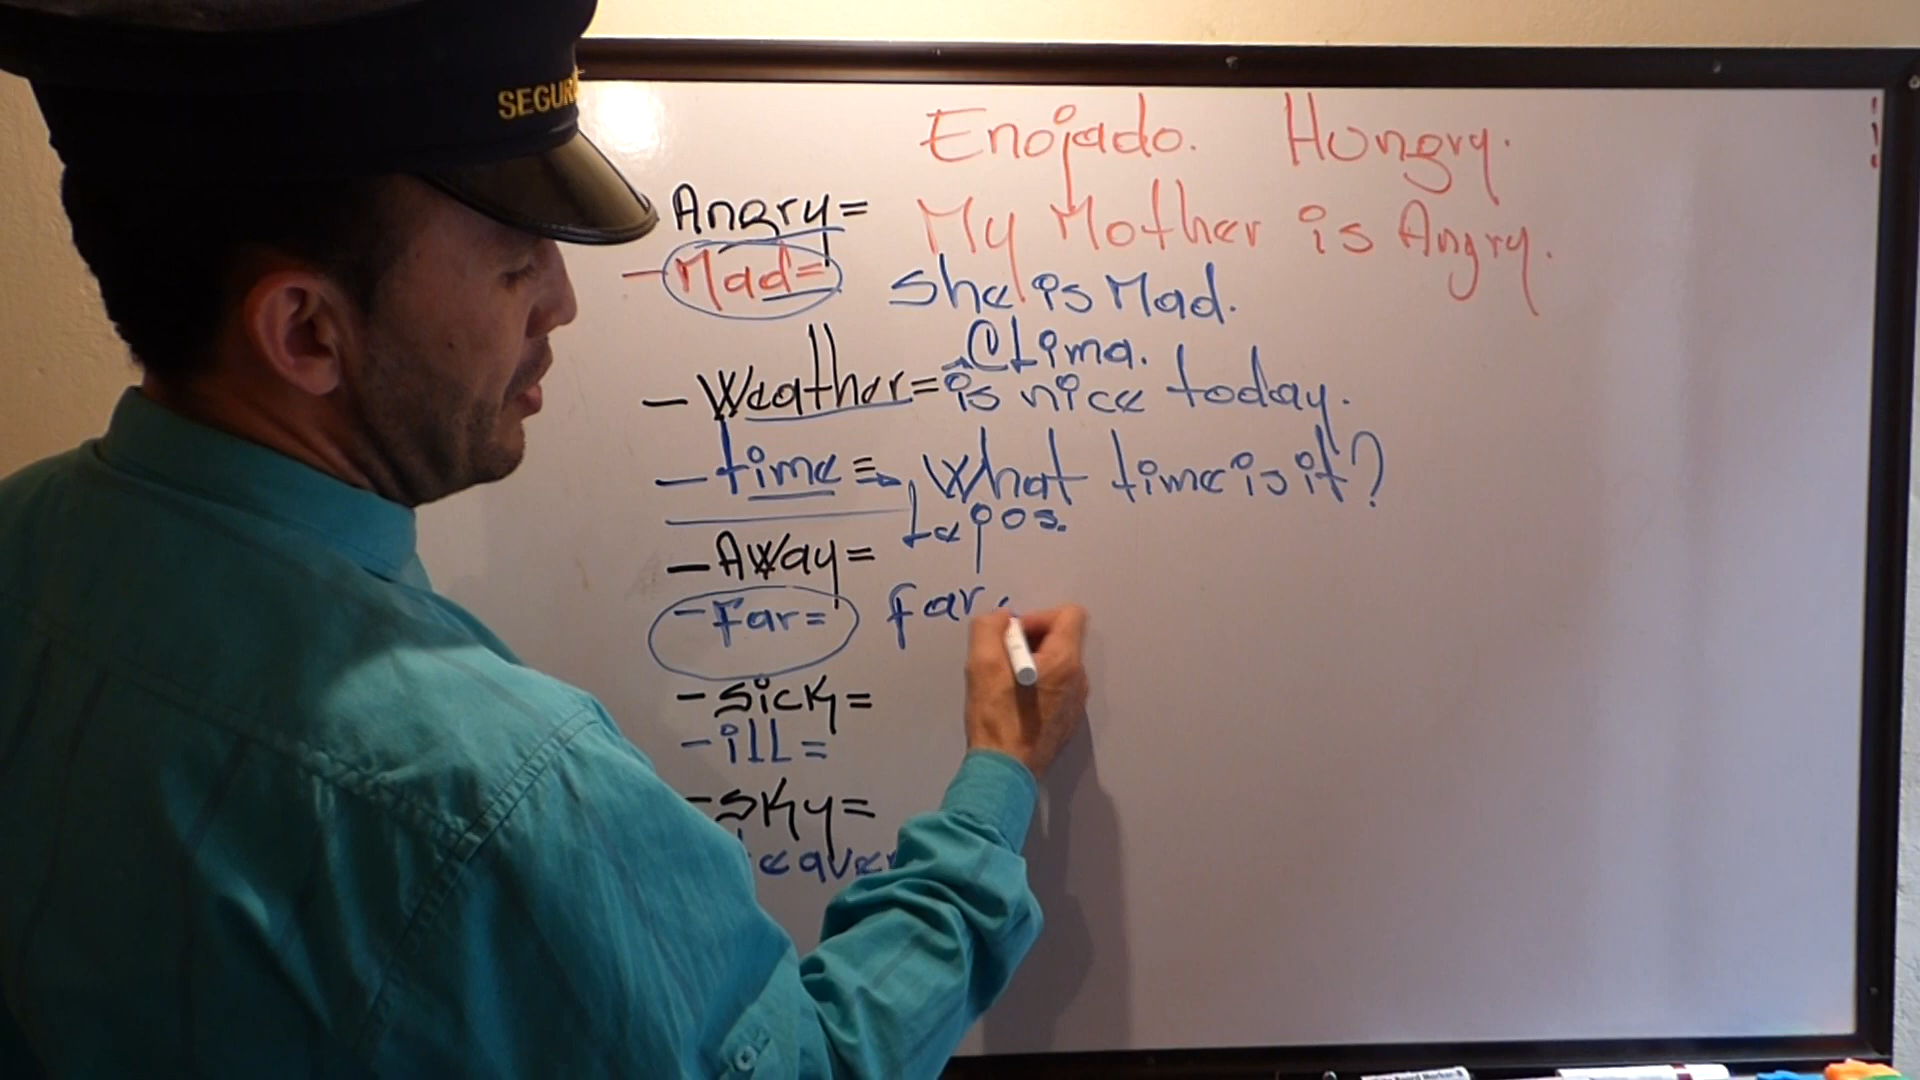 SEGUR
Enojado. Hungry.
Angry= My Mother is Angry.
-Mad= she is Mad.
Clima.
- Weather= is nice today.
- time = What time is it?
Lejos.
- Away=
- Far= far
- sick=
- ill=
- sky=
eaven